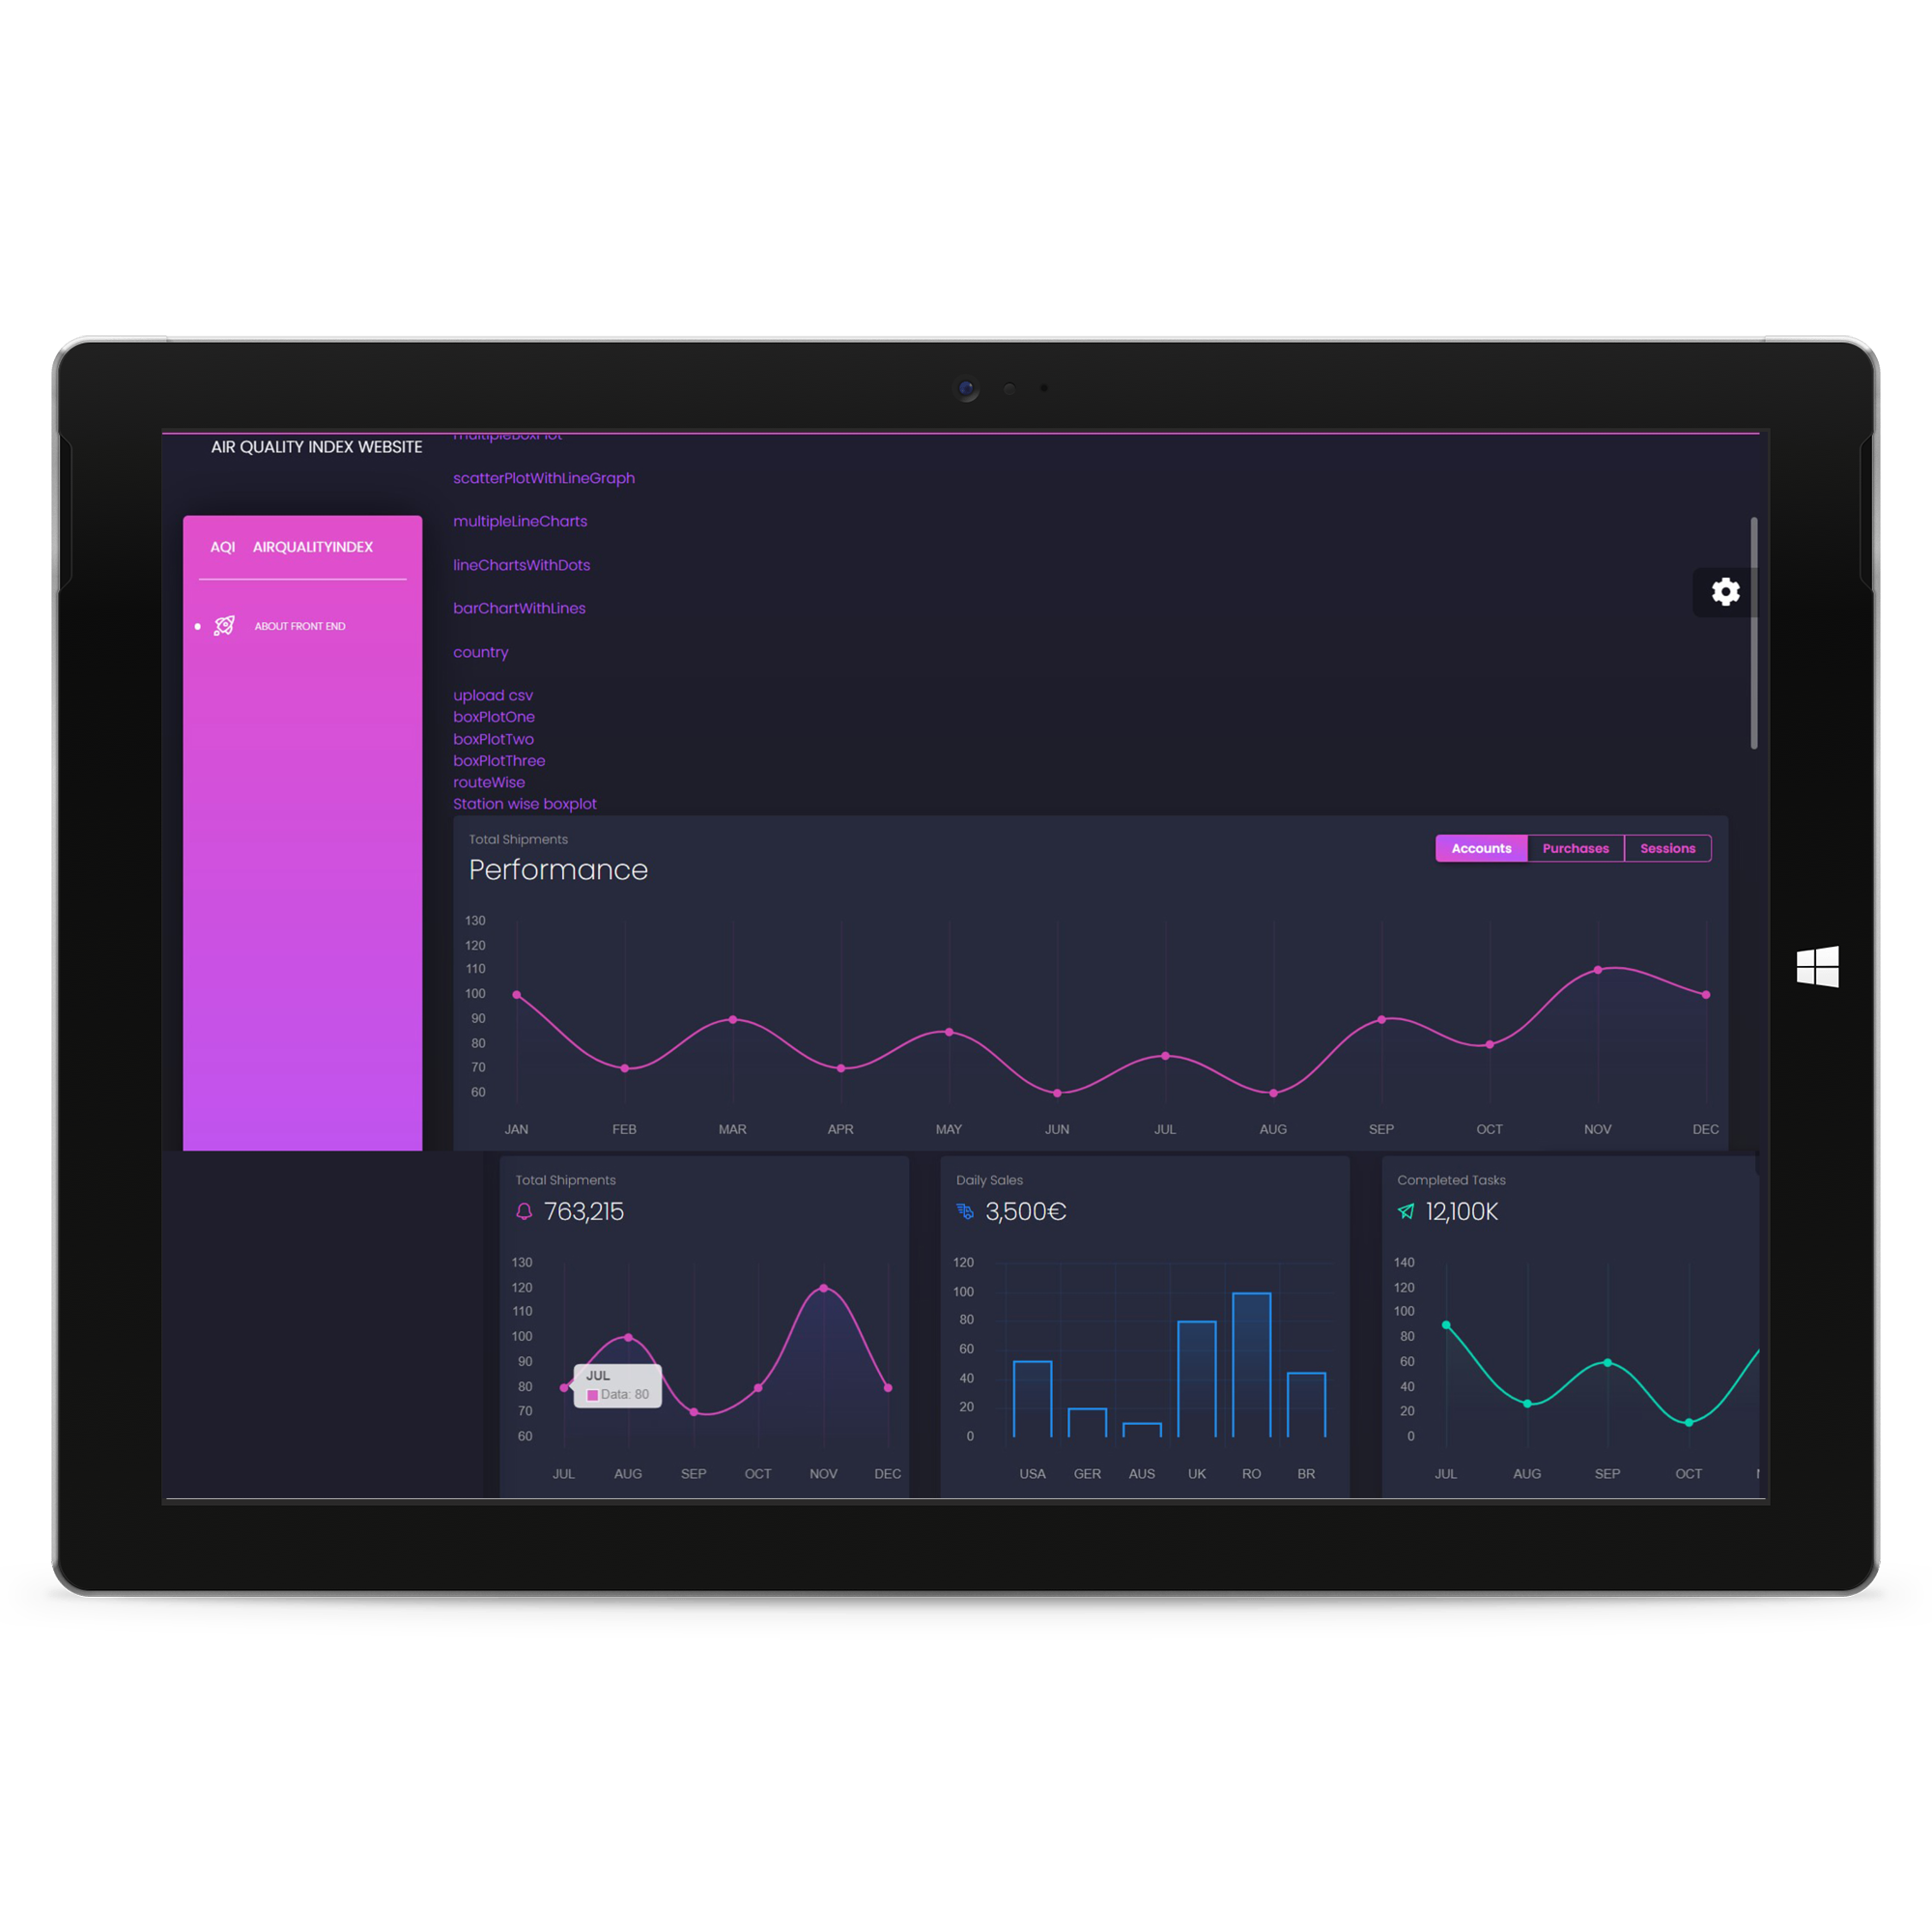 multipleboxPlot
AIR QUALITY INDEX WEBSITE
scatterPlotWithLineGraph
multipleLineCharts
AQI AIRQUALITYINDEX
lineChartsWithDots
barChartWithLines
ABOUT FRONT END
country
upload csv
boxPlotOne
boxPlotTwo
boxPlotThree
routeWise
Station wise boxplot
Total Shipments
Performance
Accounts Purchases Sessions
130
120
110
100
90
80
70
60
JAN FEB MAR APR MAY JUN JUL AUG SEP OCT NOV DEC
Total Shipments
763,215
130
120
110
100
90
80
70
60
JUL
Data: 80
JUL AUG SEP OCT NOV DEC
Daily Sales
3,500€
120
100
80
60
40
20
0
USA GER AUS UK RO BR
Completed Tasks
12,100K
140
120
100
80
60
40
20
0
JUL AUG SEP OCT